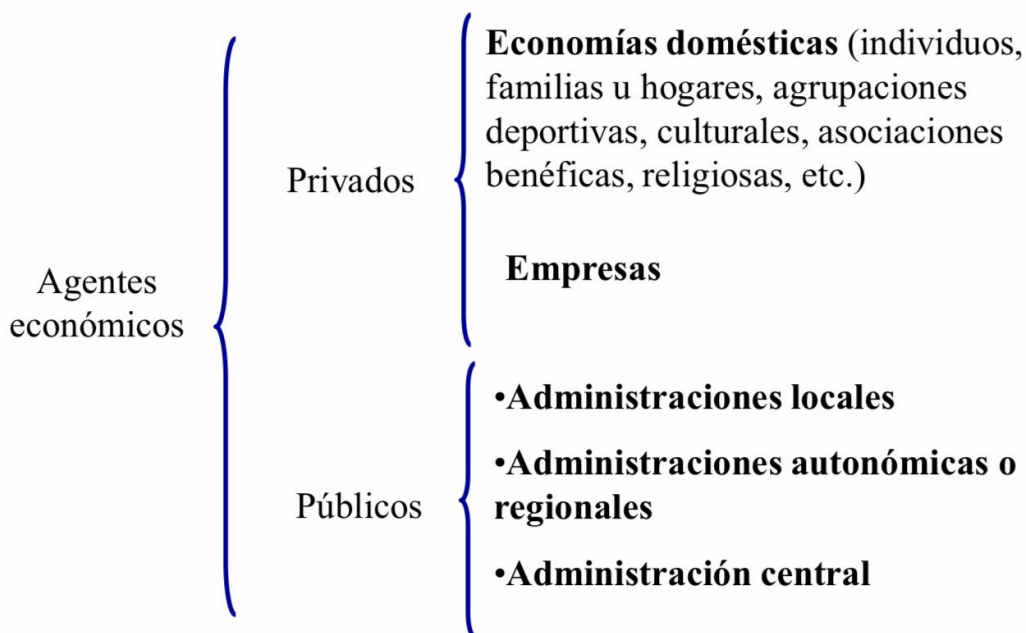 Agentes
económicos
Privados
Economías domésticas (individuos,
familias u hogares, agrupaciones
deportivas, culturales, asociaciones
benéficas, religiosas, etc.)
Empresas
Públicos
•Administraciones locales
•Administraciones autonómicas o
regionales
•Administración central